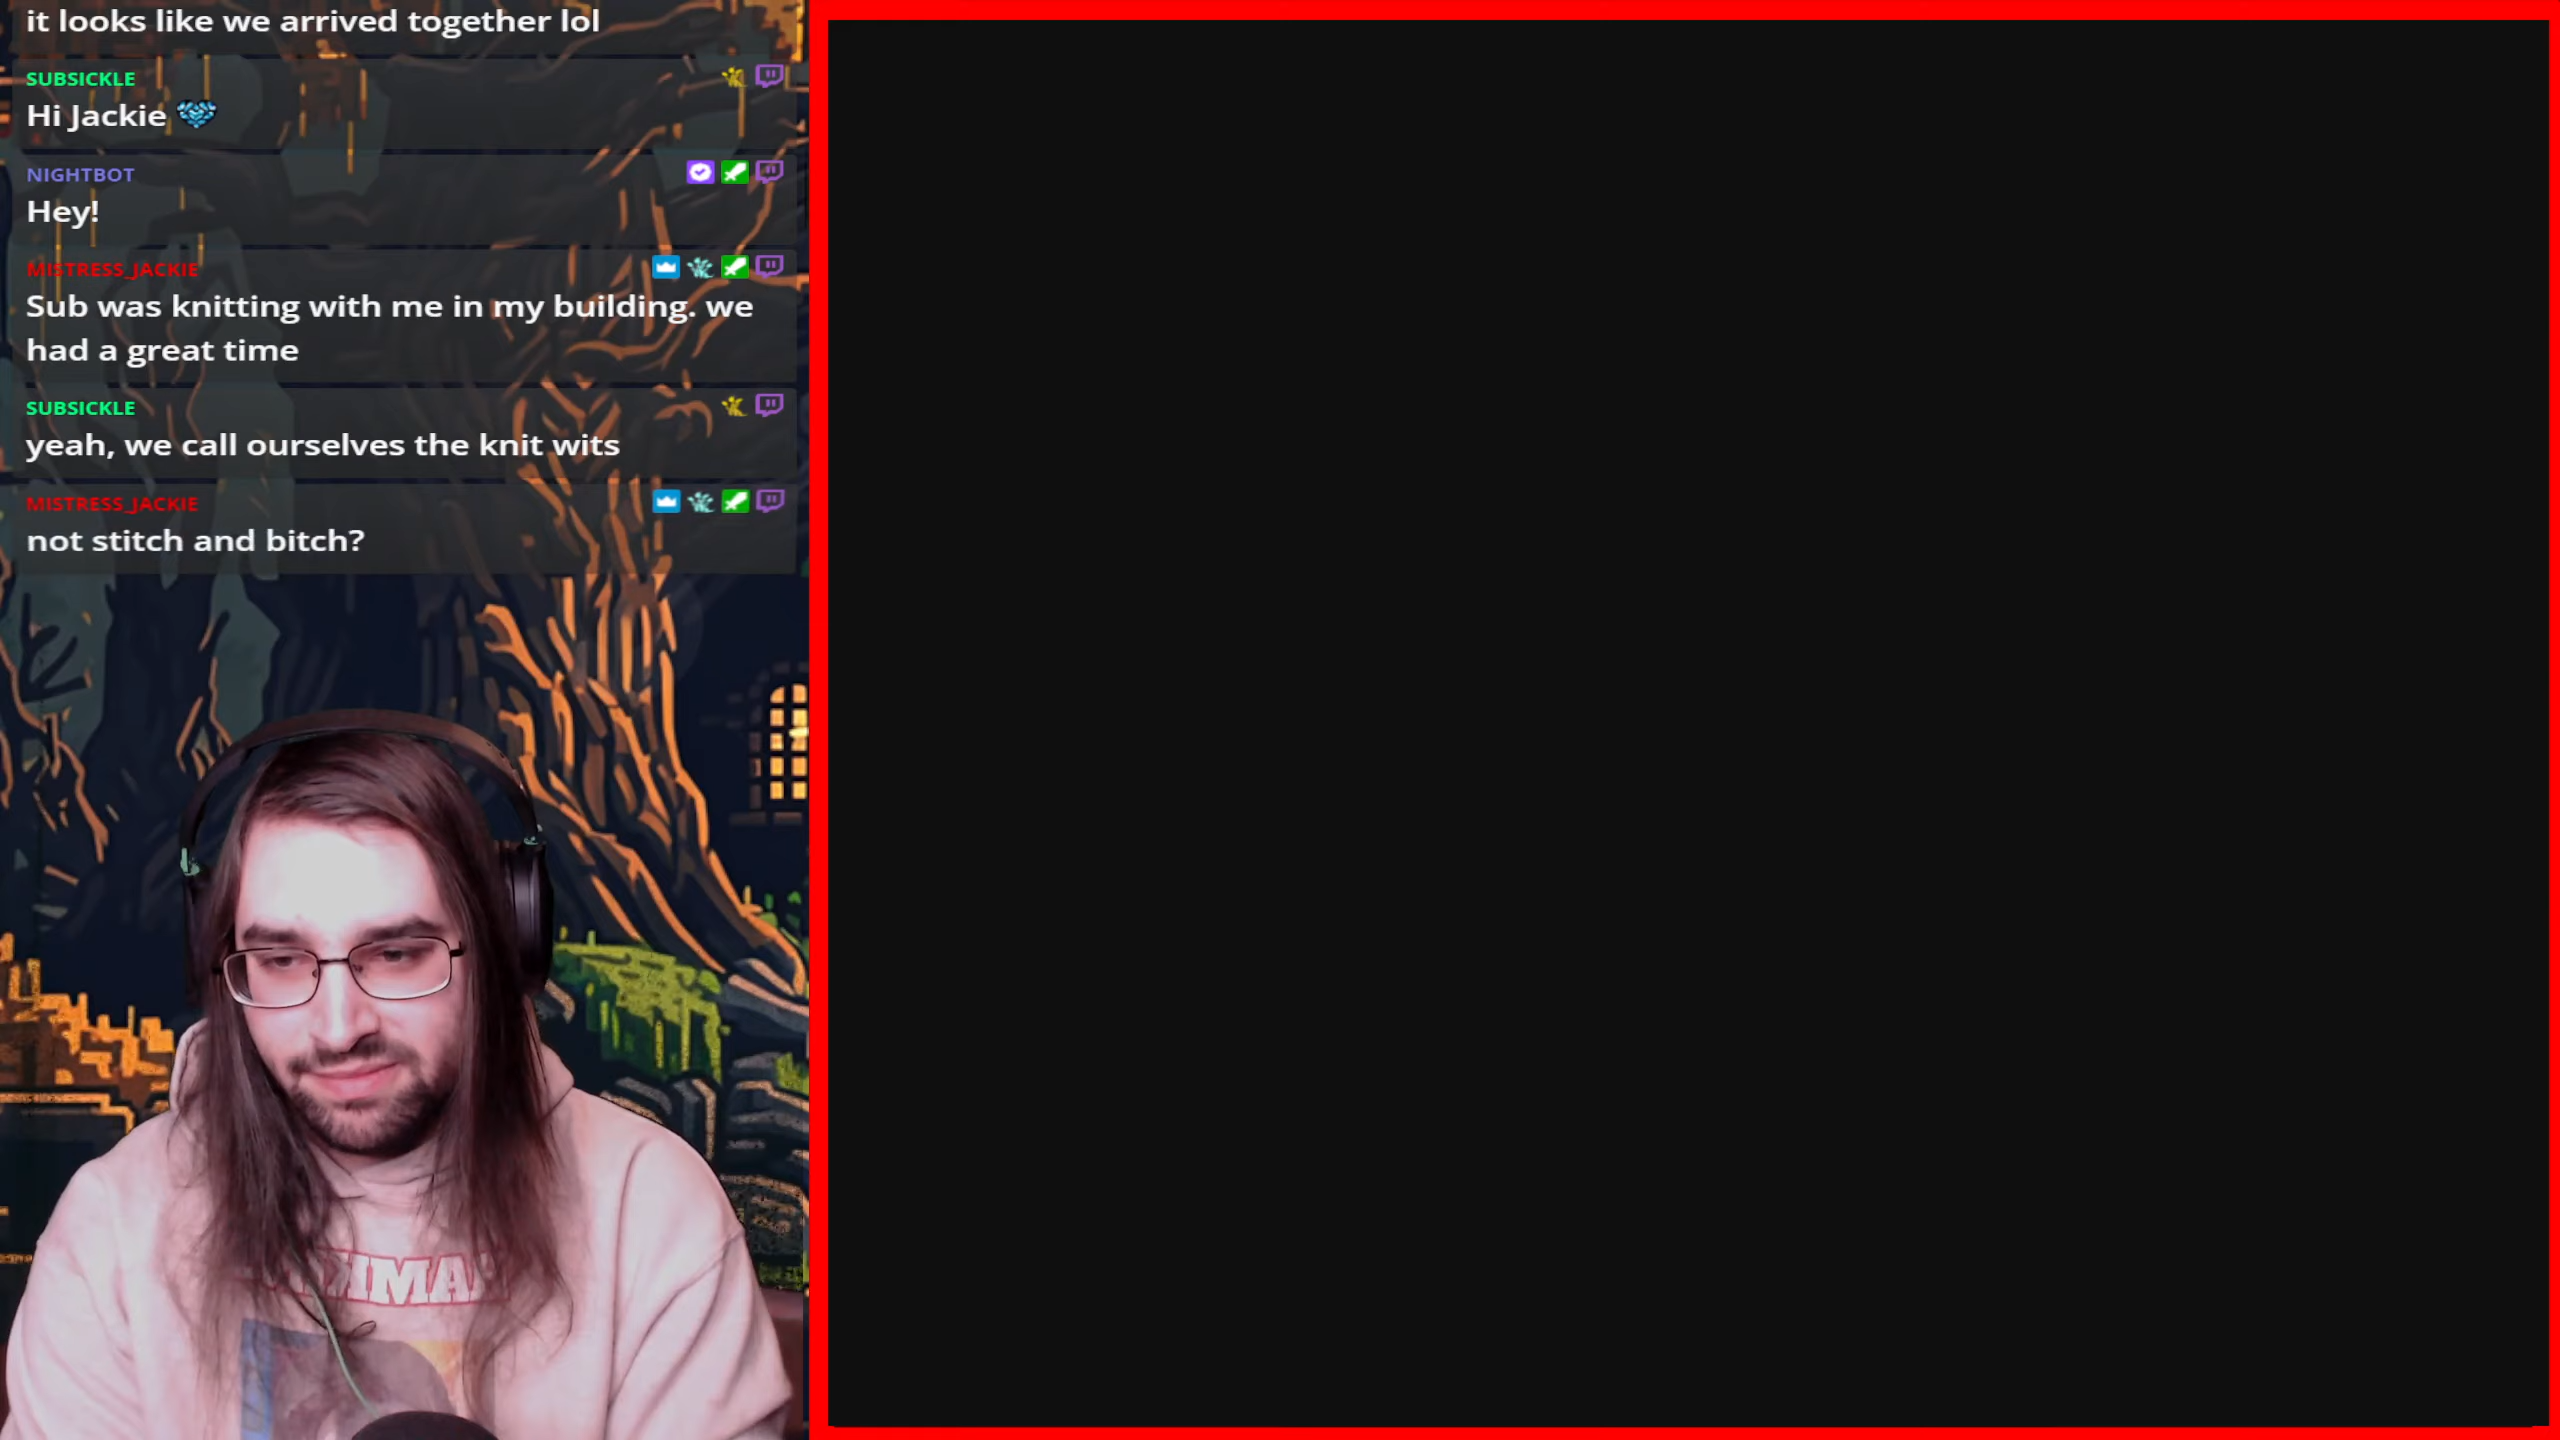 it looks like we arrived together lol
SUBSICKLE
Hi Jackie
NIGHTBOT
Hey!
MISTRESS_JACKIE
Sub was knitting with me in my building. we
had a great time
SUBSICKLE
yeah, we call ourselves the knit wits
MISTRESS_JACKIE
not stitch and bitch?